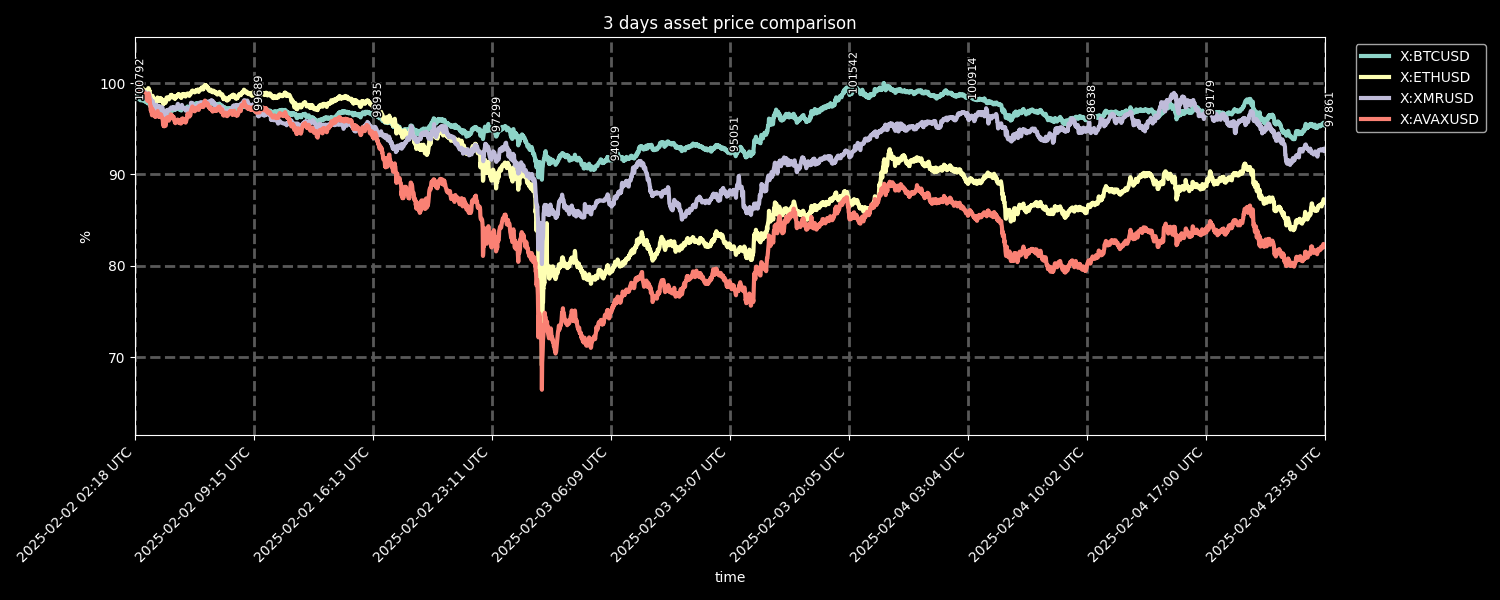 3 days asset price comparison
X:BTCUSD
X:ETHUSD
X:XMRUSD
X:AVAXUSD
%
100
90
80
70
100792
99689
98935
97299
94019
95051
101542
100914
98638
99179
97861
2025-02-02 02:18 UTC
2025-02-02 09:15 UTC
2025-02-02 16:13 UTC
2025-02-02 23:11 UTC
2025-02-03 06:09 UTC
2025-02-03 13:07 UTC
2025-02-03 20:05 UTC
2025-02-04 03:04 UTC
2025-02-04 10:02 UTC
2025-02-04 17:00 UTC
2025-02-04 23:58 UTC
time